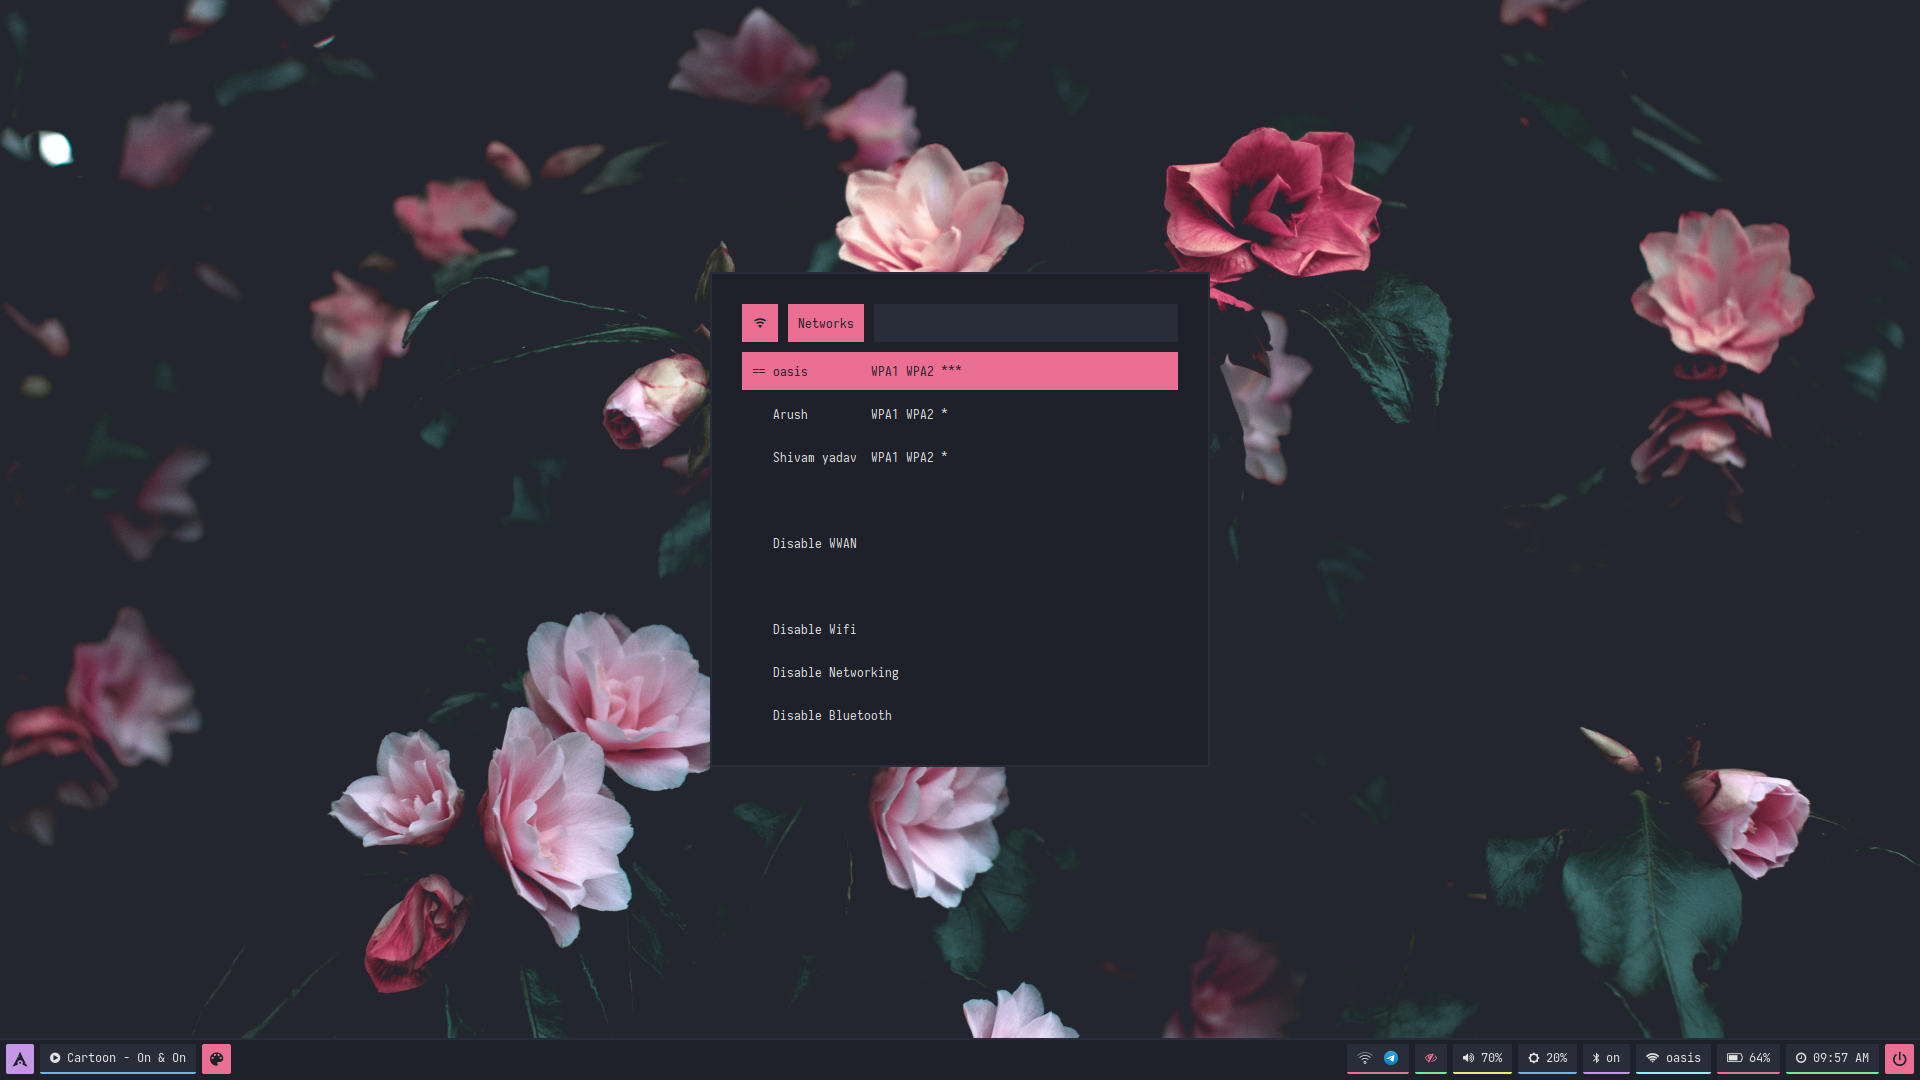 Networks
== oasis WPA1 WPA2 ***
Arush WPA1 WPA2 *
Shivam yadav WPA1 WPA2 *
Disable WWAN
Disable Wifi
Disable Networking
Disable Bluetooth
Cartoon - On & On 70% 20% on oasis 64% 09:57 AM